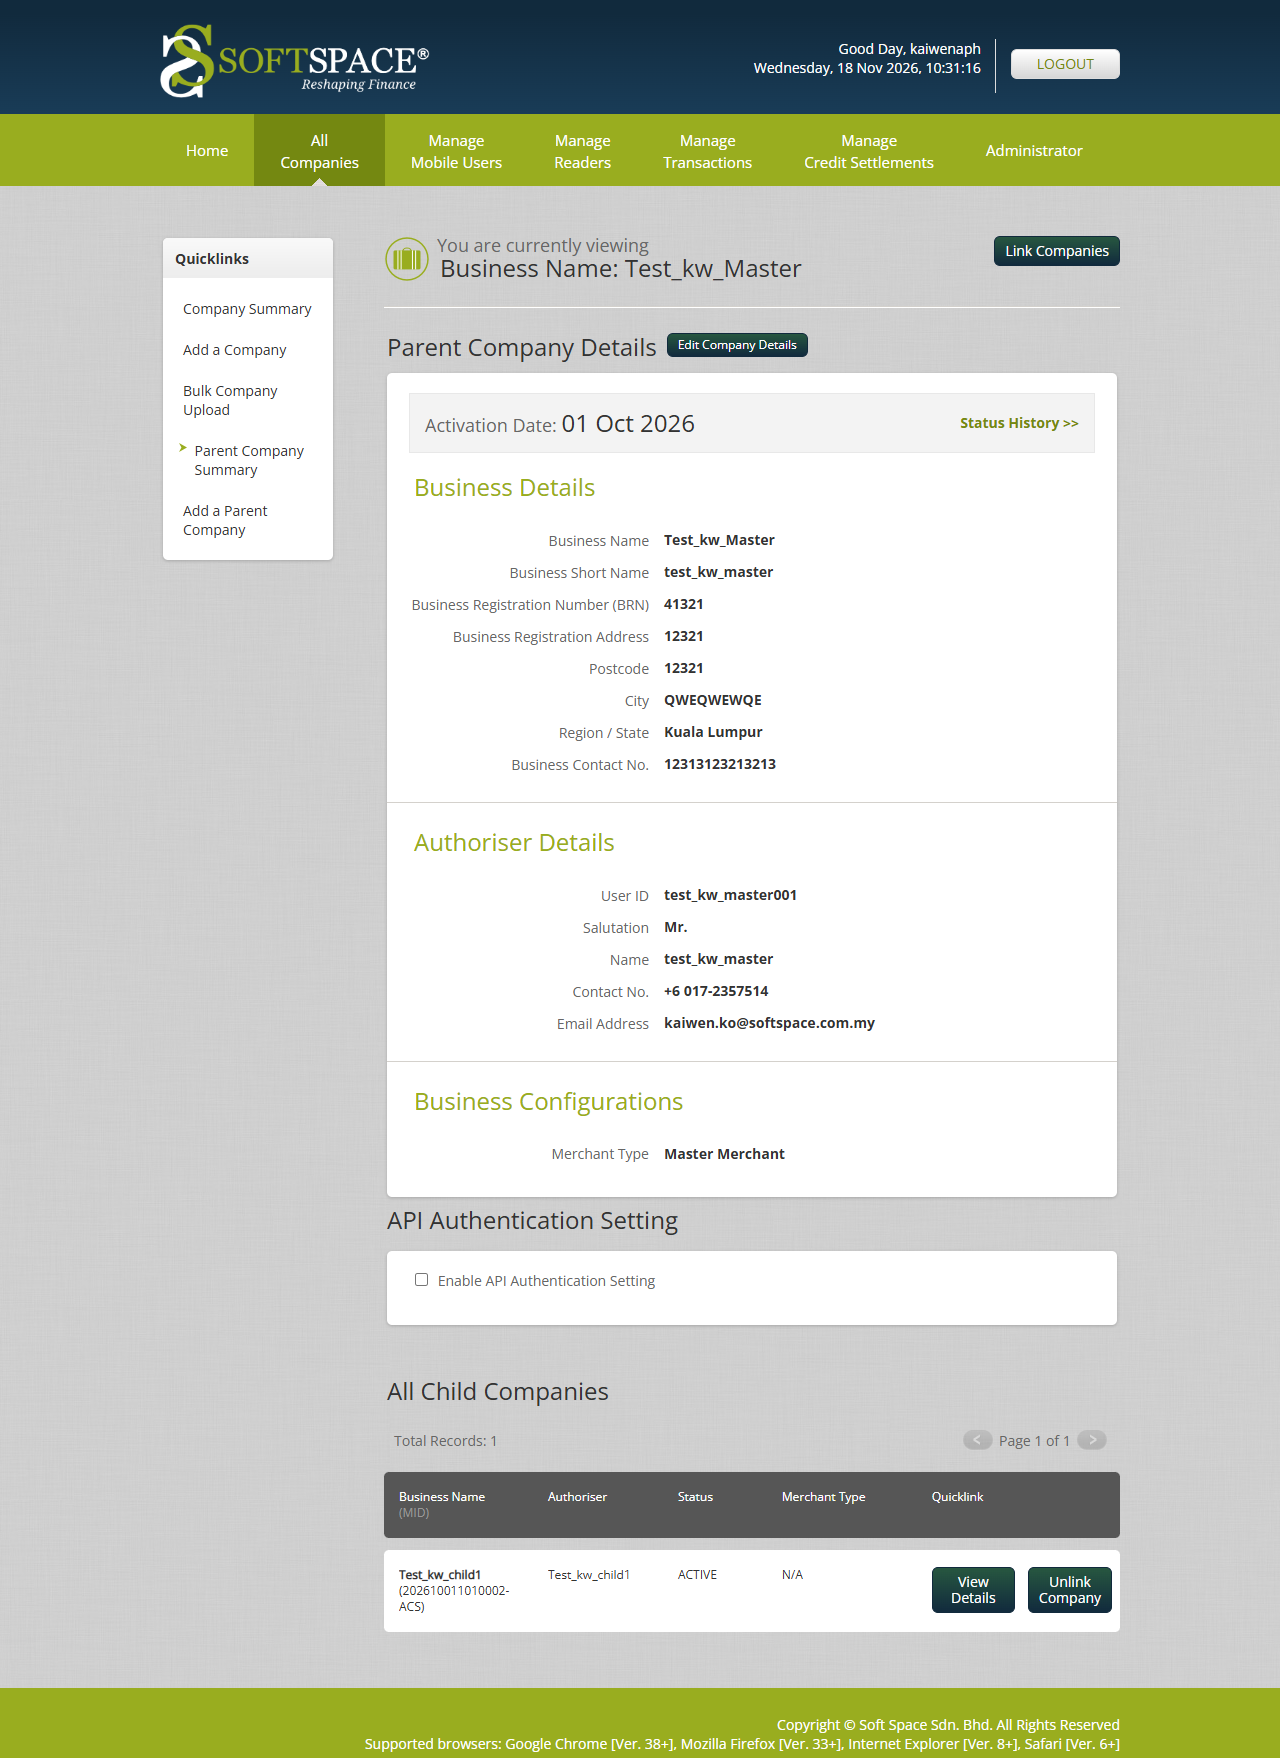 SOFTSPACE®
Reshaping Finance
Good Day, kaiwenaph
Wednesday, 18 Nov 2026, 10:31:16
LOGOUT
Home
All
Companies
Manage
Mobile Users
Manage
Readers
Manage
Transactions
Manage
Credit Settlements
Administrator
Quicklinks
Company Summary
Add a Company
Bulk Company
Upload
Parent Company
Summary
Add a Parent
Company
You are currently viewing
Business Name: Test_kw_Master
Link Companies
Parent Company Details
Edit Company Details
Activation Date: 01 Oct 2026
Status History >>
Business Details
Business Name Test_kw_Master
Business Short Name test_kw_master
Business Registration Number (BRN) 41321
Business Registration Address 12321
Postcode 12321
City QWEQWEWQE
Region / State Kuala Lumpur
Business Contact No. 12313123213213
Authoriser Details
User ID test_kw_master001
Salutation Mr.
Name test_kw_master
Contact No. +6 017-2357514
Email Address kaiwen.ko@softspace.com.my
Business Configurations
Merchant Type Master Merchant
API Authentication Setting
Enable API Authentication Setting
All Child Companies
Total Records: 1
< Page 1 of 1 >
Business Name Authoriser Status Merchant Type Quicklink
(MID)
Test_kw_child1 Test_kw_child1 ACTIVE N/A
(202610011010002-
ACS)
View
Details
Unlink
Company
Copyright © Soft Space Sdn. Bhd. All Rights Reserved
Supported browsers: Google Chrome [Ver. 38+], Mozilla Firefox [Ver. 33+], Internet Explorer [Ver. 8+], Safari [Ver. 6+]